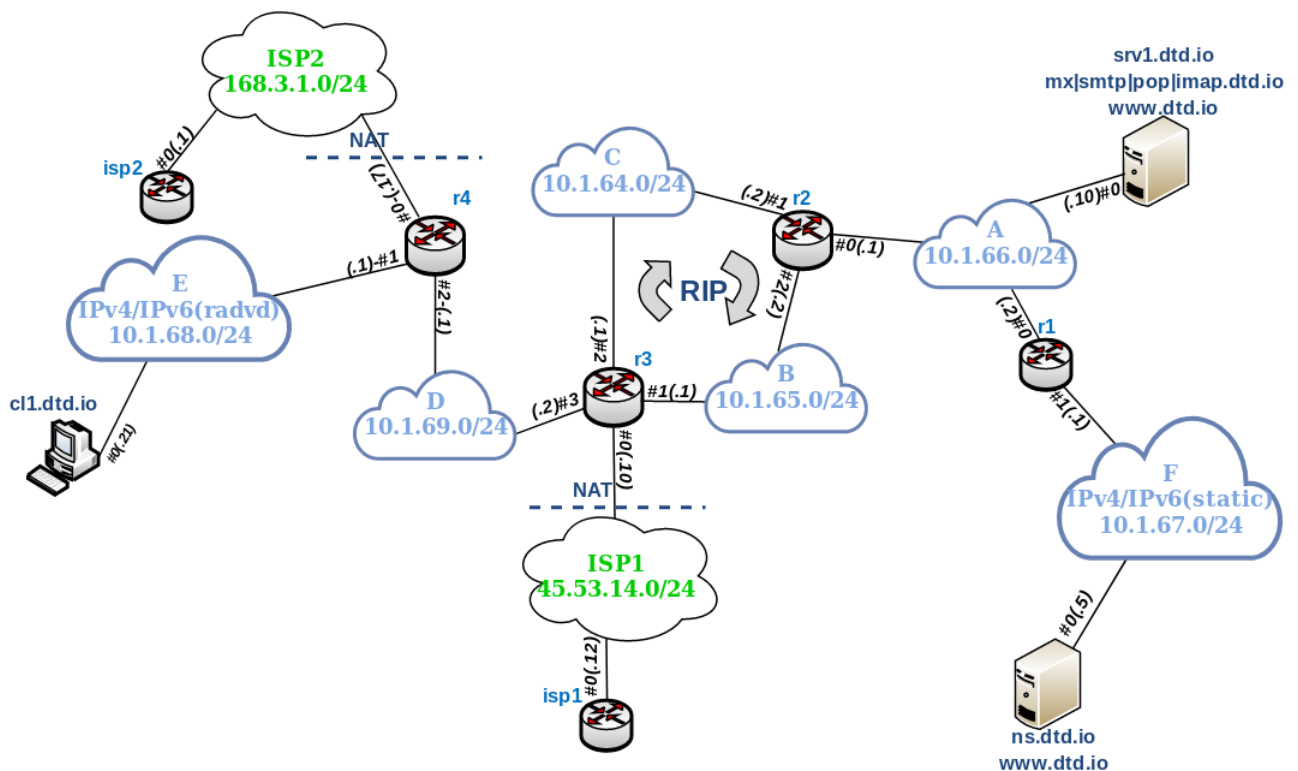 ISP2
168.3.1.0/24
#0(.1)
isp2
NAT
#0-(.17)
r4
(.1)-#1
#2-(.1)
E
IPv4/IPv6(radvd)
10.1.68.0/24
cl1.dtd.io
#0(.21)
D
10.1.69.0/24
(.2)#3
C
10.1.64.0/24
(.2)#1
r2
#0(.1)
#2(.2)
RIP
(.1)#2
r3
#1(.1)
B
10.1.65.0/24
#0(.10)
NAT
ISP1
45.53.14.0/24
#0(.12)
isp1
srv1.dtd.io
mx|smtp|pop|imap.dtd.io
www.dtd.io
(.10)#0
A
10.1.66.0/24
(.2)#0
r1
#1(.1)
F
IPv4/IPv6(static)
10.1.67.0/24
#0(.5)
ns.dtd.io
www.dtd.io